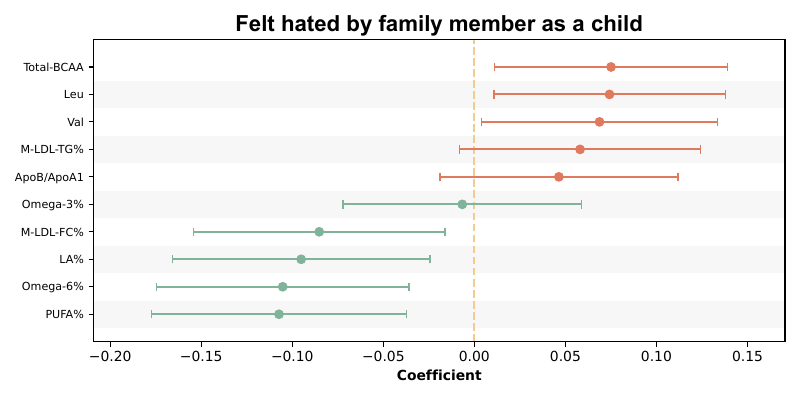 Felt hated by family member as a child
Total-BCAA
Leu
Val
M-LDL-TG%
ApoB/ApoA1
Omega-3%
M-LDL-FC%
LA%
Omega-6%
PUFA%
−0.20 −0.15 −0.10 −0.05 0.00 0.05 0.10 0.15
Coefficient